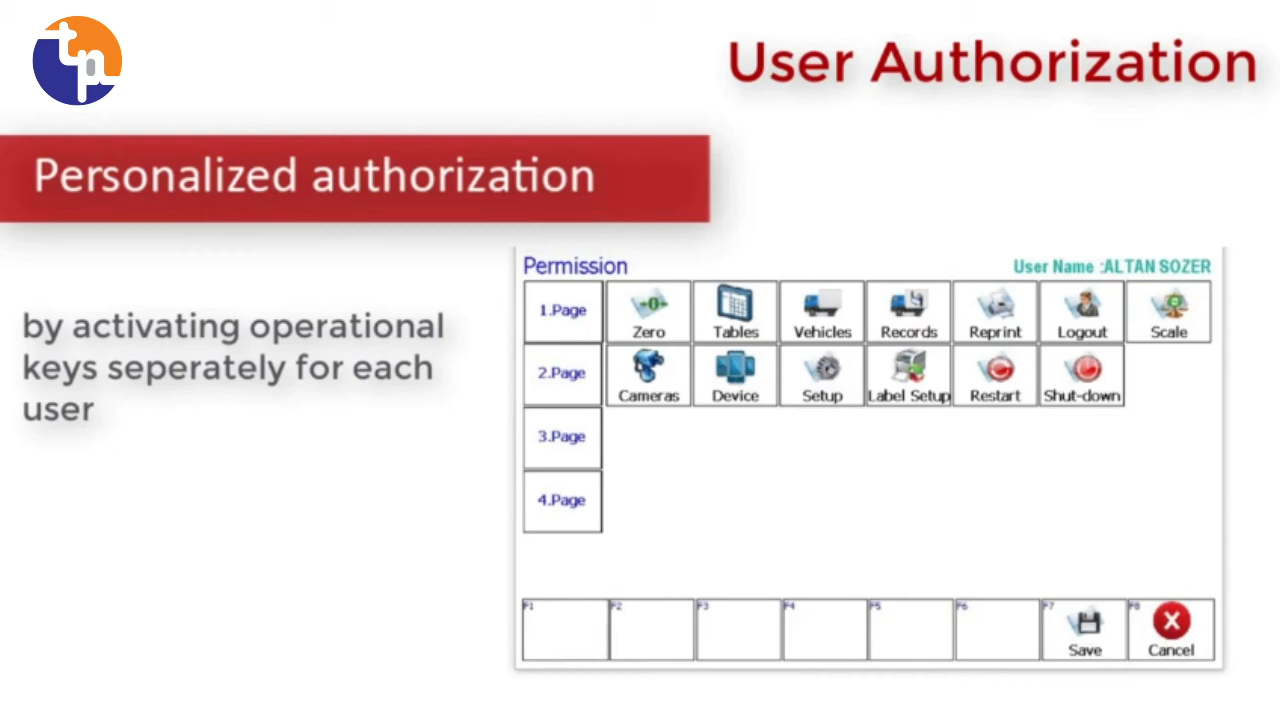 tp
User Authorization
Personalized authorization
by activating operational
keys seperately for each
user
Permission
User Name :ALTAN SOZER
1.Page
Zero
Tables
Vehicles
Records
Reprint
Logout
Scale
2.Page
Cameras
Device
Setup
Label Setup
Restart
Shut-down
3.Page
4.Page
F1
F2
F3
F4
F5
F6
F7
Save
F8
Cancel